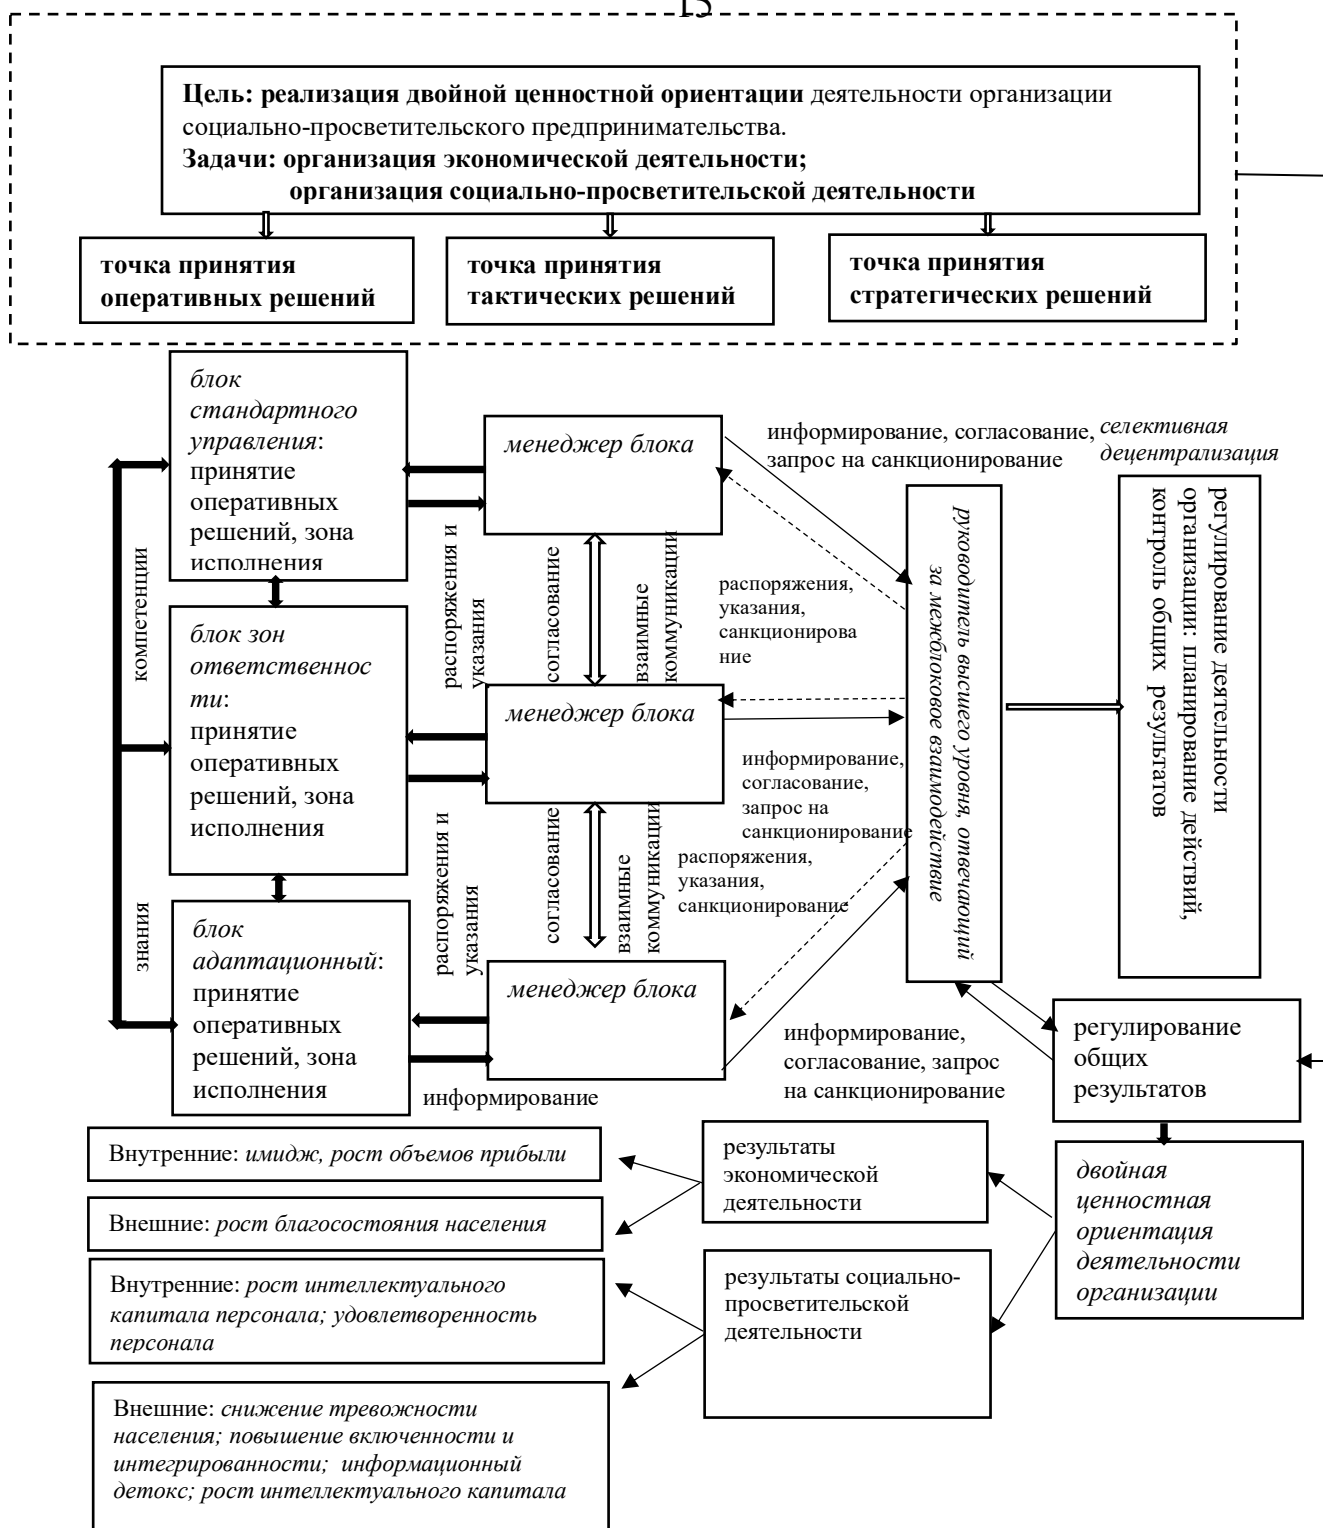 15
Цель: реализация двойной ценностной ориентации деятельности организации
социально-просветительского предпринимательства.
Задачи: организация экономической деятельности;
организация социально-просветительской деятельности
точка принятия
оперативных решений
точка принятия
тактических решений
точка принятия
стратегических решений
блок
стандартного
управления:
принятие
оперативных
решений, зона
исполнения
менеджер блока
информирование, согласование,
запрос на санкционирование
селективная
децентрализация
компетенции
распоряжения и
указания
согласование
взаимные
коммуникации
распоряжения,
указания,
санкционирова
ние
руководитель высшего уровня, отвечающий
за межблоковое взаимодействие
регулирование деятельности
организации: планирование действий,
контроль общих результатов
блок зон
ответственнос
ти:
принятие
оперативных
решений, зона
исполнения
менеджер блока
информирование,
согласование,
запрос на
санкционирование
распоряжения,
указания,
санкционирование
знания
распоряжения и
указания
согласование
взаимные
коммуникации
блок
адаптационный:
принятие
оперативных
решений, зона
исполнения
менеджер блока
информирование
информирование,
согласование, запрос
на санкционирование
регулирование
общих
результатов
Внутренние: имидж, рост объемов прибыли
Внешние: рост благосостояния населения
результаты
экономической
деятельности
двойная
ценностная
ориентация
деятельности
организации
Внутренние: рост интеллектуального
капитала персонала; удовлетворенность
персонала
результаты социально-
просветительской
деятельности
Внешние: снижение тревожности
населения; повышение включенности и
интегрированности; информационный
детокс; рост интеллектуального капитала